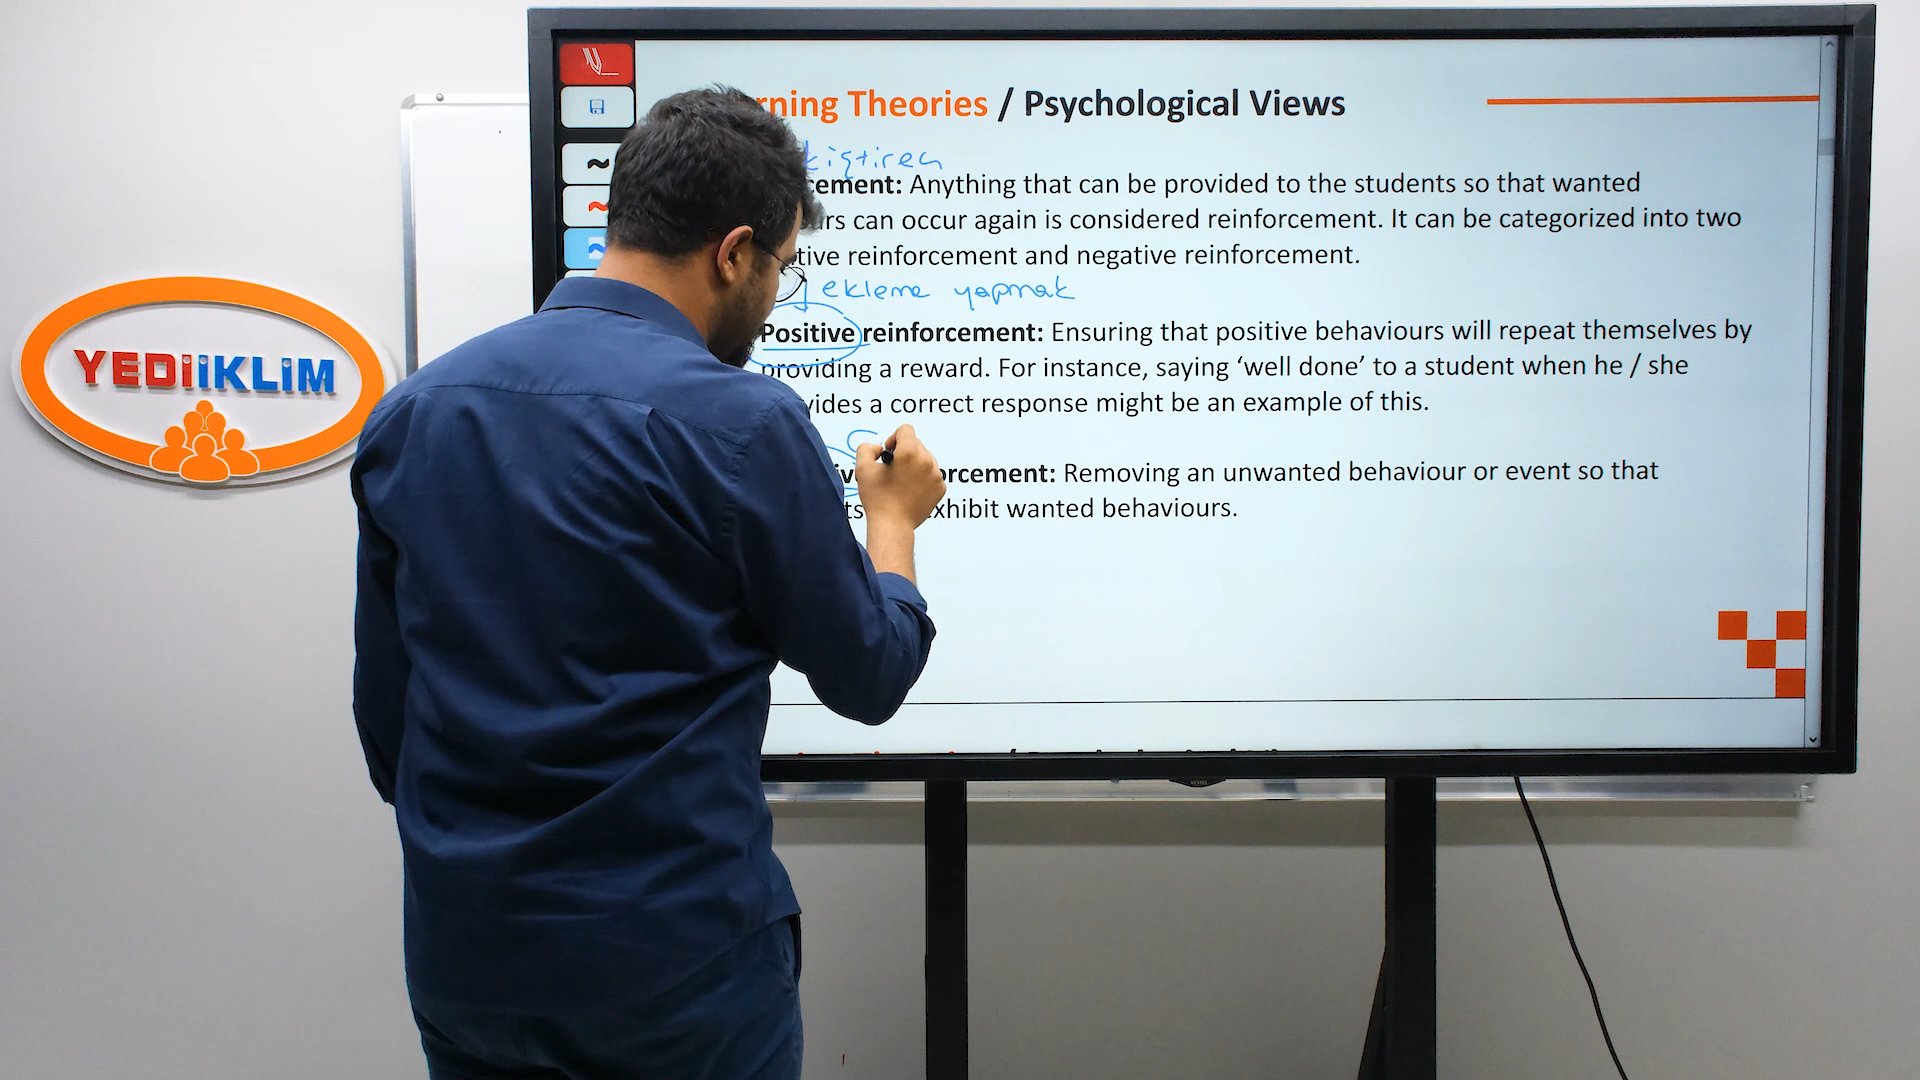 YEDiiKLiM
rning Theories / Psychological Views
kiştireç
cement: Anything that can be provided to the students so that wanted
rs can occur again is considered reinforcement. It can be categorized into two
tive reinforcement and negative reinforcement.
ekleme yapmak
Positive reinforcement: Ensuring that positive behaviours will repeat themselves by
providing a reward. For instance, saying ‘well done’ to a student when he / she
vides a correct response might be an example of this.
orcement: Removing an unwanted behaviour or event so that
ts exhibit wanted behaviours.